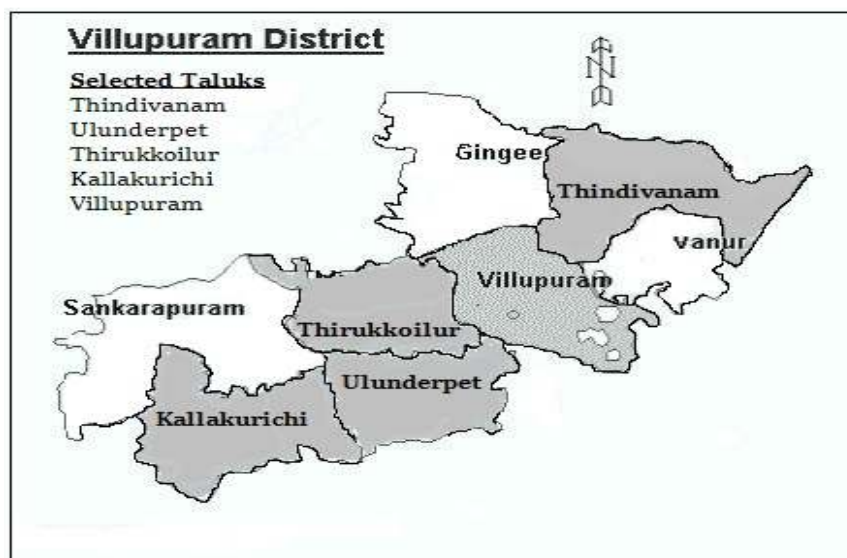 Villupuram District
Selected Taluks
Thindivanam
Ulunderpet
Thirukkoilur
Kallakurichi
Villupuram
N
Gingee
Thindivanam
Vanur
Villupuram
Sankarapuram
Thirukkoilur
Ulunderpet
Kallakurichi